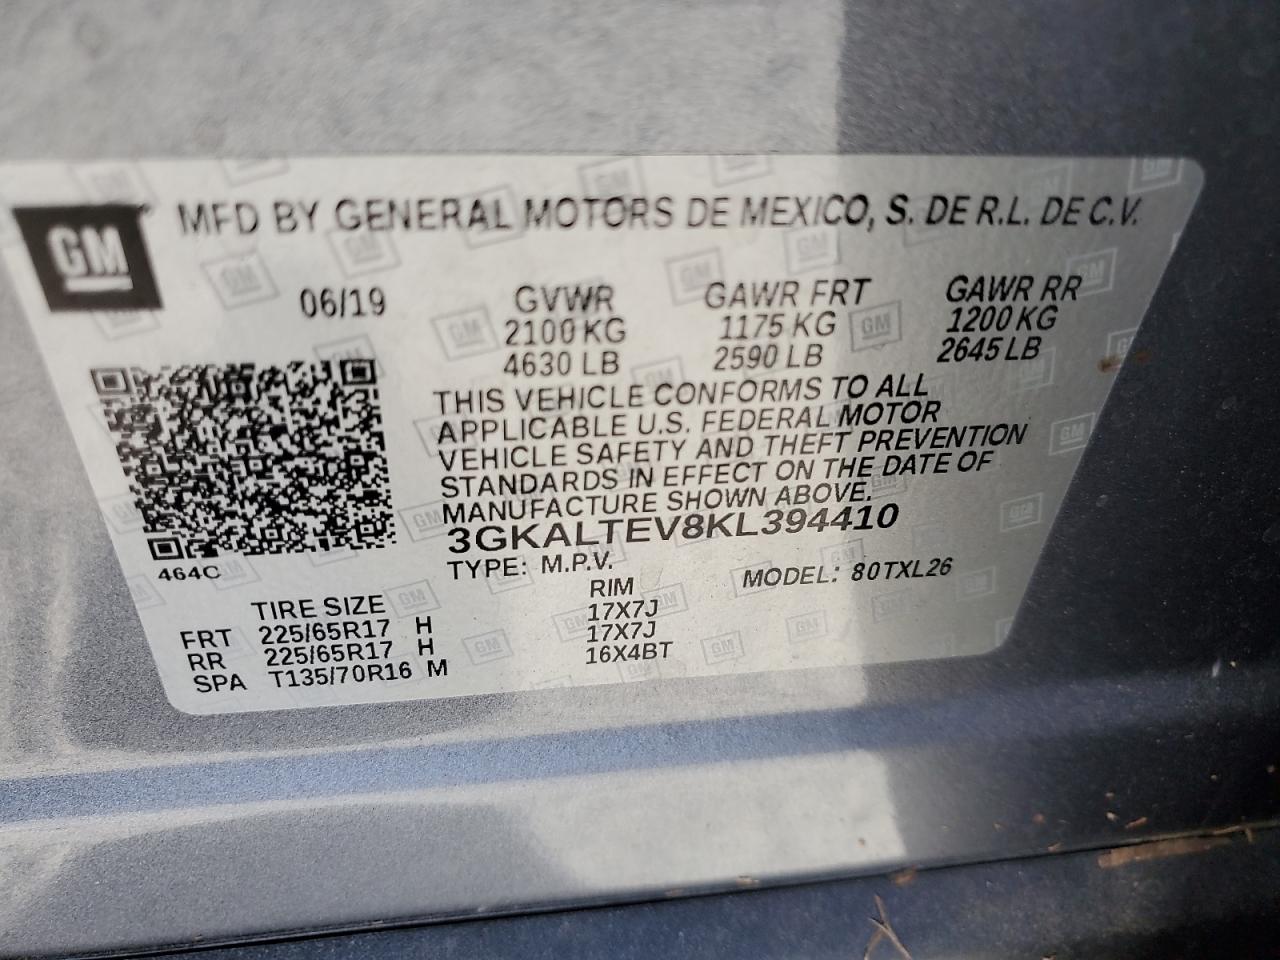 GM MFD BY GENERAL MOTORS DE MEXICO, S. DE R.L. DE C.V.
06/19 GVWR GAWR FRT GAWR RR
2100 KG 1175 KG 1200 KG
4630 LB 2590 LB 2645 LB
THIS VEHICLE CONFORMS TO ALL
APPLICABLE U.S. FEDERAL MOTOR
VEHICLE SAFETY AND THEFT PREVENTION
STANDARDS IN EFFECT ON THE DATE OF
MANUFACTURE SHOWN ABOVE.
3GKALTEV8KL394410
464C TYPE: M.P.V. MODEL: 80TXL26
TIRE SIZE RIM
FRT 225/65R17 H 17X7J
RR 225/65R17 H 17X7J
SPA T135/70R16 M 16X4BT